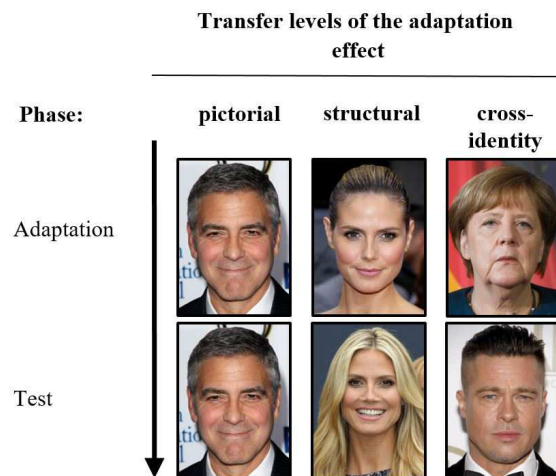 Transfer levels of the adaptation
effect
Phase:
pictorial
structural
cross-
identity
Adaptation
Test